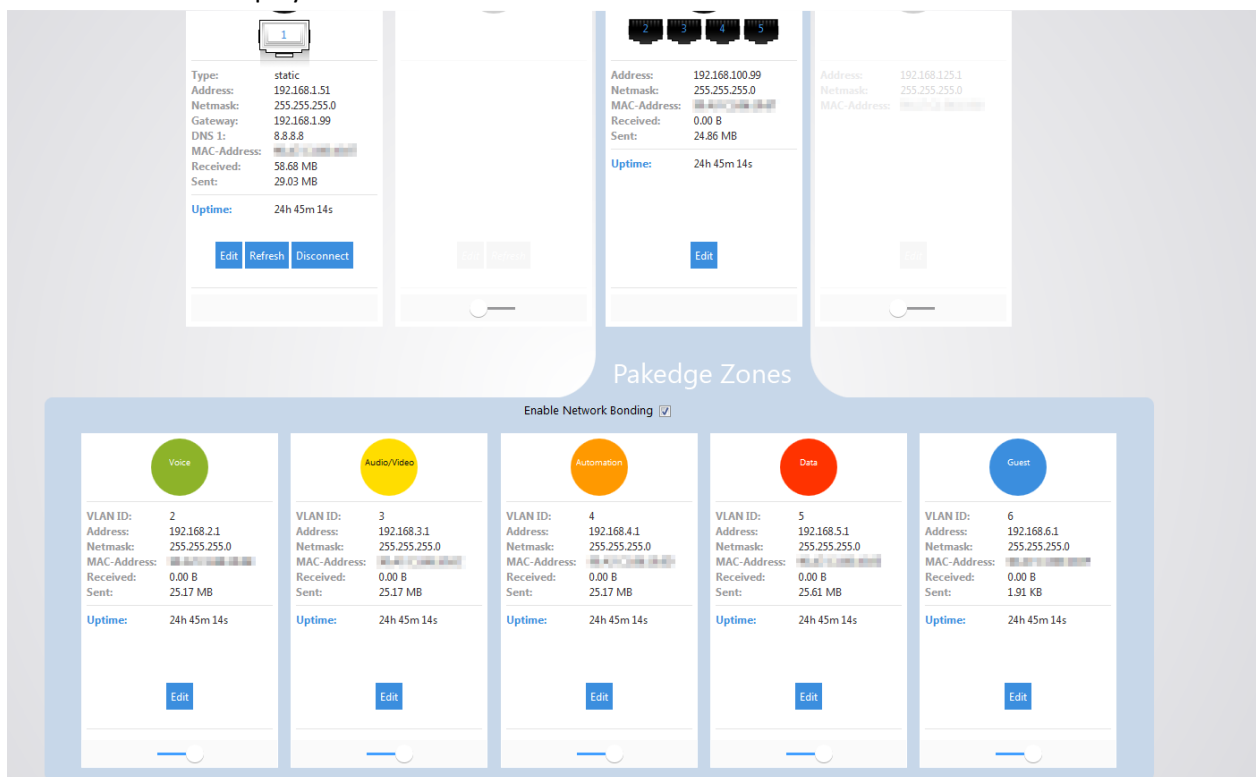 1
Type: static
Address: 192.168.1.51
Netmask: 255.255.255.0
Gateway: 192.168.1.99
DNS 1: 8.8.8.8
MAC-Address:
Received: 58.68 MB
Sent: 29.03 MB
Uptime: 24h 45m 14s
Edit Refresh Disconnect
2 3 4 5
Address: 192.168.100.99
Netmask: 255.255.255.0
MAC-Address:
Received: 0.00 B
Sent: 24.86 MB
Uptime: 24h 45m 14s
Edit
Address: 192.168.125.1
Netmask: 255.255.255.0
MAC-Address:
Edit
Pakedge Zones
Enable Network Bonding
Voice
VLAN ID: 2
Address: 192.168.2.1
Netmask: 255.255.255.0
MAC-Address:
Received: 0.00 B
Sent: 25.17 MB
Uptime: 24h 45m 14s
Edit
Audio/Video
VLAN ID: 3
Address: 192.168.3.1
Netmask: 255.255.255.0
MAC-Address:
Received: 0.00 B
Sent: 25.17 MB
Uptime: 24h 45m 14s
Edit
Automation
VLAN ID: 4
Address: 192.168.4.1
Netmask: 255.255.255.0
MAC-Address:
Received: 0.00 B
Sent: 25.17 MB
Uptime: 24h 45m 14s
Edit
Data
VLAN ID: 5
Address: 192.168.5.1
Netmask: 255.255.255.0
MAC-Address:
Received: 0.00 B
Sent: 25.61 MB
Uptime: 24h 45m 14s
Edit
Guest
VLAN ID: 6
Address: 192.168.6.1
Netmask: 255.255.255.0
MAC-Address:
Received: 0.00 B
Sent: 1.91 KB
Uptime: 24h 45m 14s
Edit